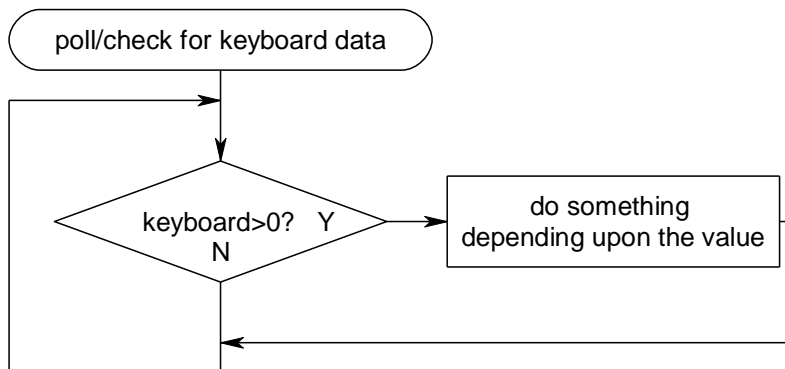 poll/check for keyboard data
keyboard>0? Y
N
do something
depending upon the value